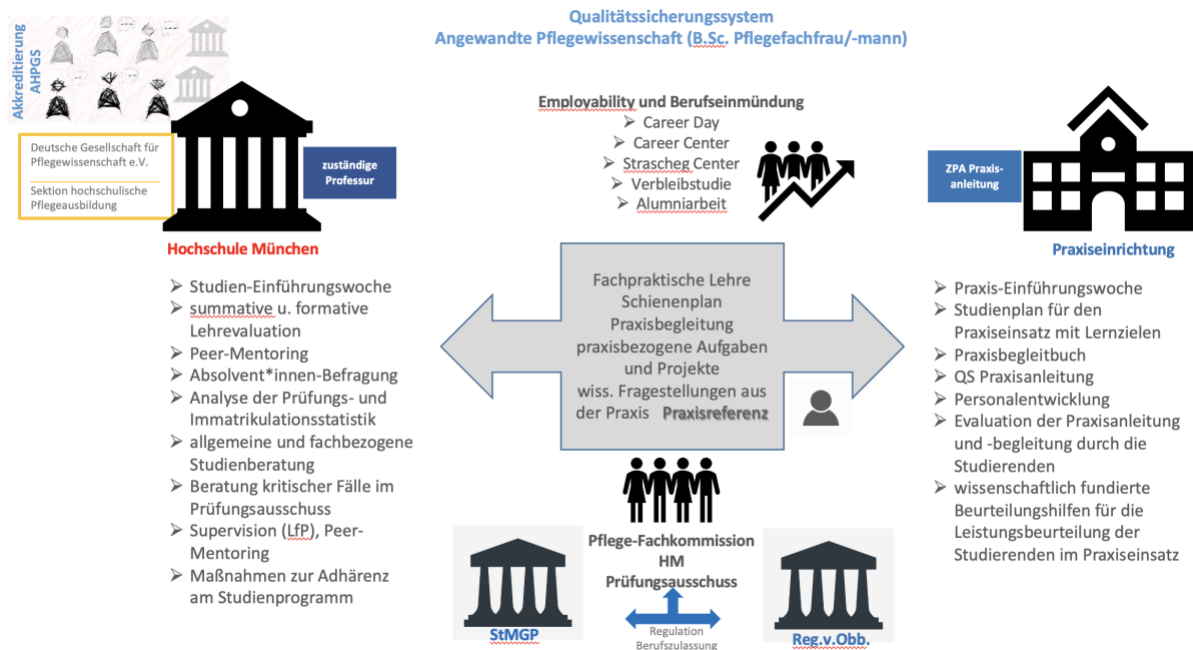 Qualitätssicherungssystem
Angewandte Pflegewissenschaft (B.Sc. Pflegefachfrau/-mann)
Akkreditierung
AHPGS
Deutsche Gesellschaft für
Pflegewissenschaft e.V.
Sektion hochschulische
Pflegeausbildung
zuständige
Professur
Hochschule München
➢ Studien-Einführungswoche
➢ summative u. formative
Lehrevaluation
➢ Peer-Mentoring
➢ Absolvent*innen-Befragung
➢ Analyse der Prüfungs- und
Immatrikulationsstatistik
➢ allgemeine und fachbezogene
Studienberatung
➢ Beratung kritischer Fälle im
Prüfungsausschuss
➢ Supervision (LfP), Peer-
Mentoring
➢ Maßnahmen zur Adhärenz
am Studienprogramm
Employability und Berufseinmündung
➢ Career Day
➢ Career Center
➢ Strascheg Center
➢ Verbleibstudie
➢ Alumniarbeit
Fachpraktische Lehre
Schienenplan
Praxisbegleitung
praxisbezogene Aufgaben
und Projekte
wiss. Fragestellungen aus
der Praxis Praxisreferenz
Pflege-Fachkommission
HM
Prüfungsausschuss
StMGP
Regulation
Berufszulassung
Reg.v.Obb.
ZPA Praxis-
anleitung
Praxiseinrichtung
➢ Praxis-Einführungswoche
➢ Studienplan für den
Praxiseinsatz mit Lernzielen
➢ Praxisbegleitbuch
➢ QS Praxisanleitung
➢ Personalentwicklung
➢ Evaluation der Praxisanleitung
und -begleitung durch die
Studierenden
➢ wissenschaftlich fundierte
Beurteilungshilfen für die
Leistungsbeurteilung der
Studierenden im Praxiseinsatz